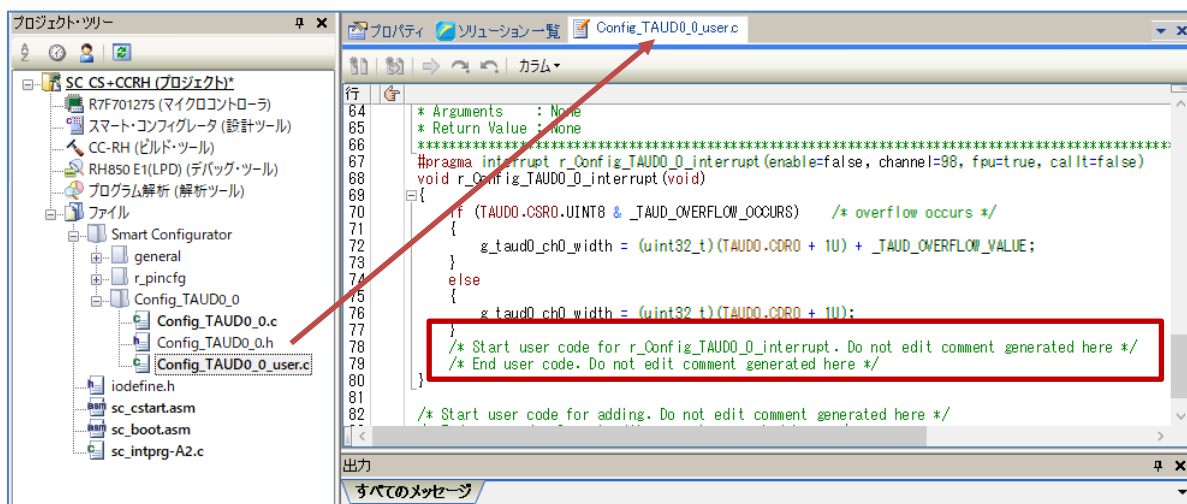 プロジェクト・ツリー
SC_CS+CCRH (プロジェクト)*
R7F701275 (マイクロコントローラ)
スマート・コンフィグレータ (設計ツール)
CC-RH (ビルド・ツール)
RH850 E1(LPD) (デバッグ・ツール)
プログラム解析 (解析ツール)
ファイル
Smart Configurator
general
r_pincfg
Config_TAUD0_0
Config_TAUD0_0.c
Config_TAUD0_0.h
Config_TAUD0_0_user.c
iodefine.h
sc_cstart.asm
sc_boot.asm
sc_intprg-A2.c
プロパティ ソリューション一覧 Config_TAUD0_0_user.c
カラム
行
64 * Arguments : None
65 * Return Value : None
66 ***********************************************************************************************************
67 #pragma interrupt r_Config_TAUD0_0_interrupt(enable=false, channel=98, fpu=true, callt=false)
68 void r_Config_TAUD0_0_interrupt(void)
69 {
70 if (TAUD0.CSR0.UINT8 & _TAUD_OVERFLOW_OCCURS) /* overflow occurs */
71 {
72 g_taud0_ch0_width = (uint32_t)(TAUD0.CDR0 + 1U) + _TAUD_OVERFLOW_VALUE;
73 }
74 else
75 {
76 g_taud0_ch0_width = (uint32_t)(TAUD0.CDR0 + 1U);
77 }
78 /* Start user code for r_Config_TAUD0_0_interrupt. Do not edit comment generated here */
79 /* End user code. Do not edit comment generated here */
80 }
81
82 /* Start user code for adding. Do not edit comment generated here */
出力
すべてのメッセージ